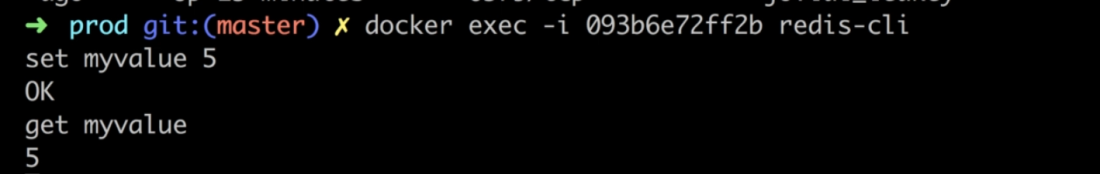 ➜ prod git:(master) ✗ docker exec -i 093b6e72ff2b redis-cli
set myvalue 5
OK
get myvalue
5